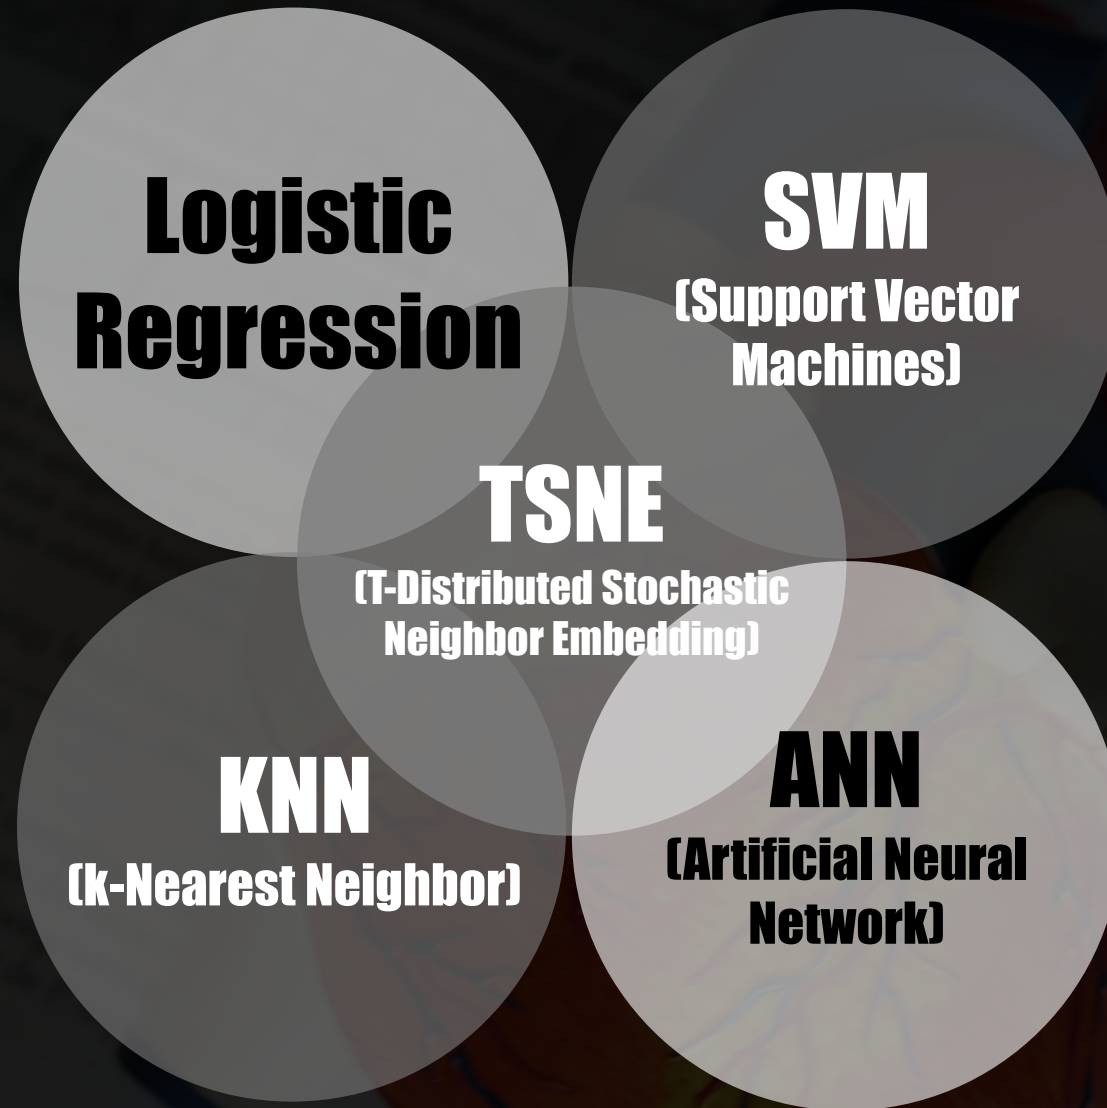 Logistic
Regression
SVM
(Support Vector
Machines)
TSNE
(T-Distributed Stochastic
Neighbor Embedding)
KNN
(k-Nearest Neighbor)
ANN
(Artificial Neural
Network)